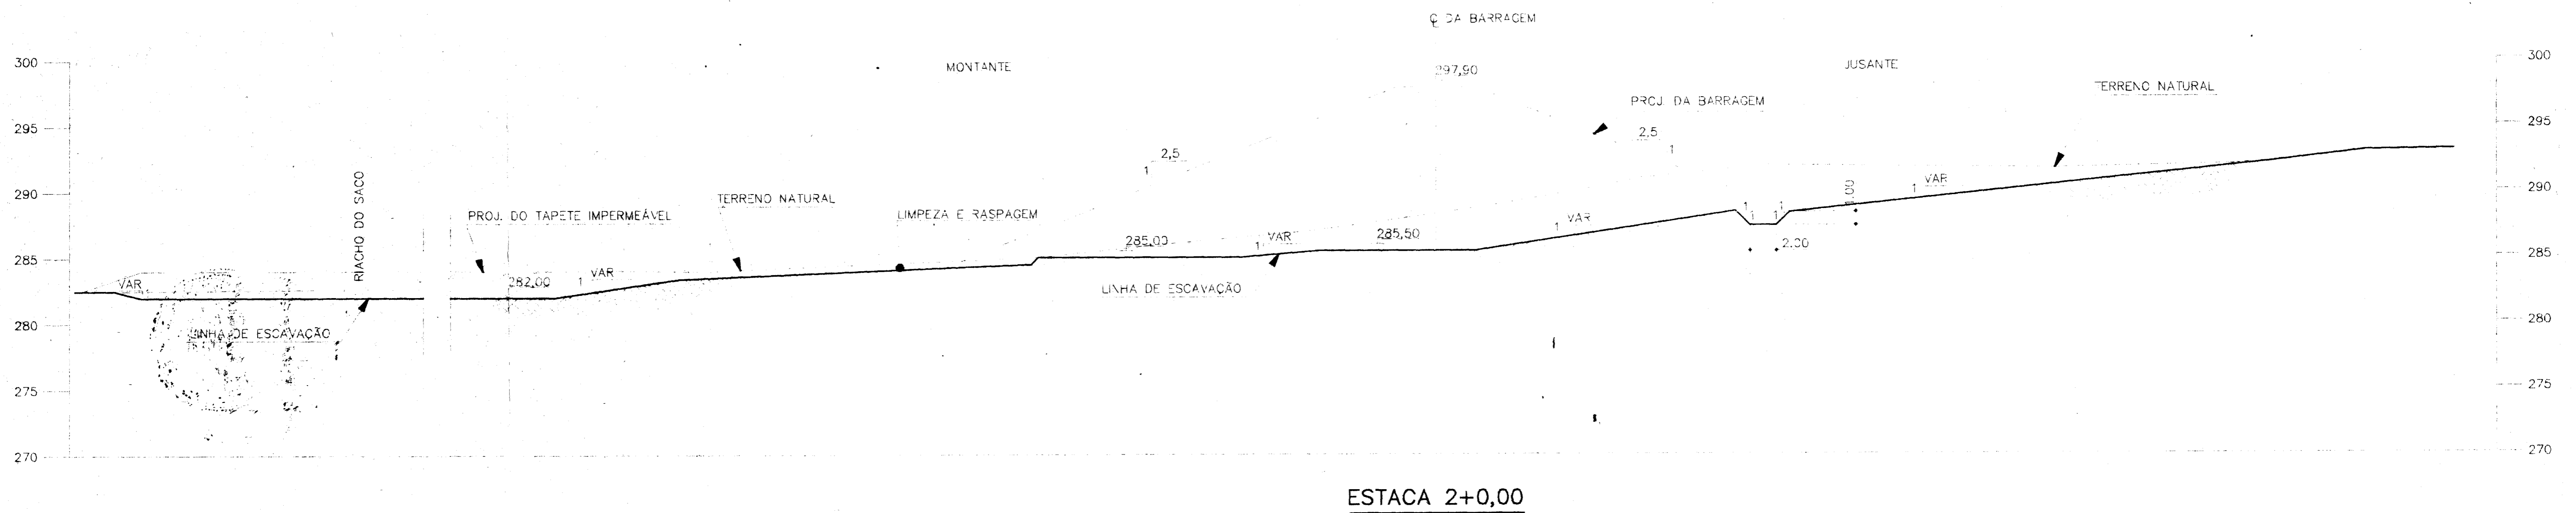 ℄ DA BARRAGEM
300
MONTANTE
297,90
JUSANTE
300
TERRENO NATURAL
PROJ. DA BARRAGEM
295
2,5
1
295
2,5
1
290
RIACHO DO SACO
TERRENO NATURAL
1,00
1
VAR
290
PROJ. DO TAPETE IMPERMEÁVEL
LIMPEZA E RASPAGEM
1
1
1
1
1
VAR
285,00
1
VAR
285,50
2.00
285
285
VAR
282,00
1
VAR
LINHA DE ESCAVAÇÃO
280
LINHA DE ESCAVAÇÃO
280
275
275
270
270
ESTACA 2+0,00